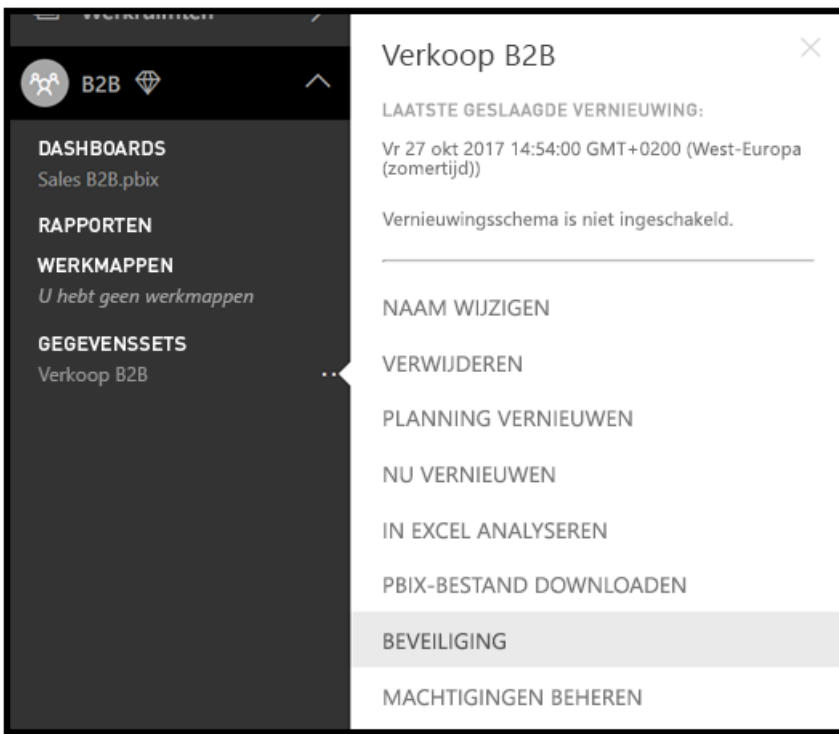 Werkruimten
B2B
DASHBOARDS
Sales B2B.pbix
RAPPORTEN
WERKMAPPEN
U hebt geen werkmappen
GEGEVENSSETS
Verkoop B2B
Verkoop B2B
LAATSTE GESLAAGDE VERNIEUWING:
Vr 27 okt 2017 14:54:00 GMT+0200 (West-Europa
(zomertijd))
Vernieuwingsschema is niet ingeschakeld.
NAAM WIJZIGEN
VERWIJDEREN
PLANNING VERNIEUWEN
NU VERNIEUWEN
IN EXCEL ANALYSEREN
PBIX-BESTAND DOWNLOADEN
BEVEILIGING
MACHTIGINGEN BEHEREN